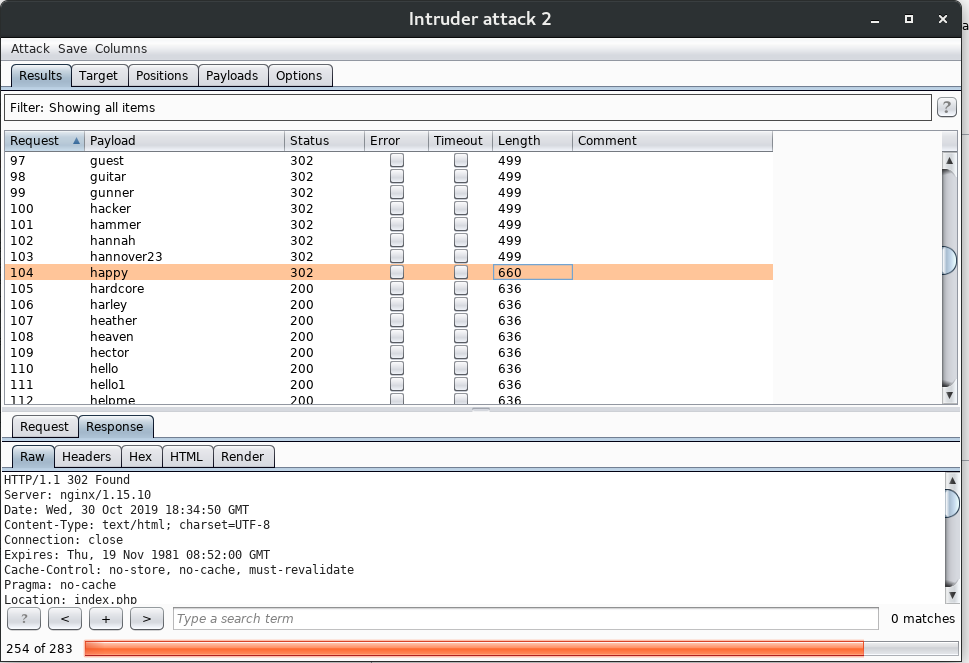 Intruder attack 2
Attack Save Columns
Results Target Positions Payloads Options
Filter: Showing all items ?
Request Payload Status Error Timeout Length Comment
97 guest 302 499
98 guitar 302 499
99 gunner 302 499
100 hacker 302 499
101 hammer 302 499
102 hannah 302 499
103 hannover23 302 499
104 happy 302 660
105 hardcore 200 636
106 harley 200 636
107 heather 200 636
108 heaven 200 636
109 hector 200 636
110 hello 200 636
111 hello1 200 636
112 helpme 200 636
Request Response
Raw Headers Hex HTML Render
HTTP/1.1 302 Found
Server: nginx/1.15.10
Date: Wed, 30 Oct 2019 18:34:50 GMT
Content-Type: text/html; charset=UTF-8
Connection: close
Expires: Thu, 19 Nov 1981 08:52:00 GMT
Cache-Control: no-store, no-cache, must-revalidate
Pragma: no-cache
Location: index.php
? < + > Type a search term 0 matches
254 of 283